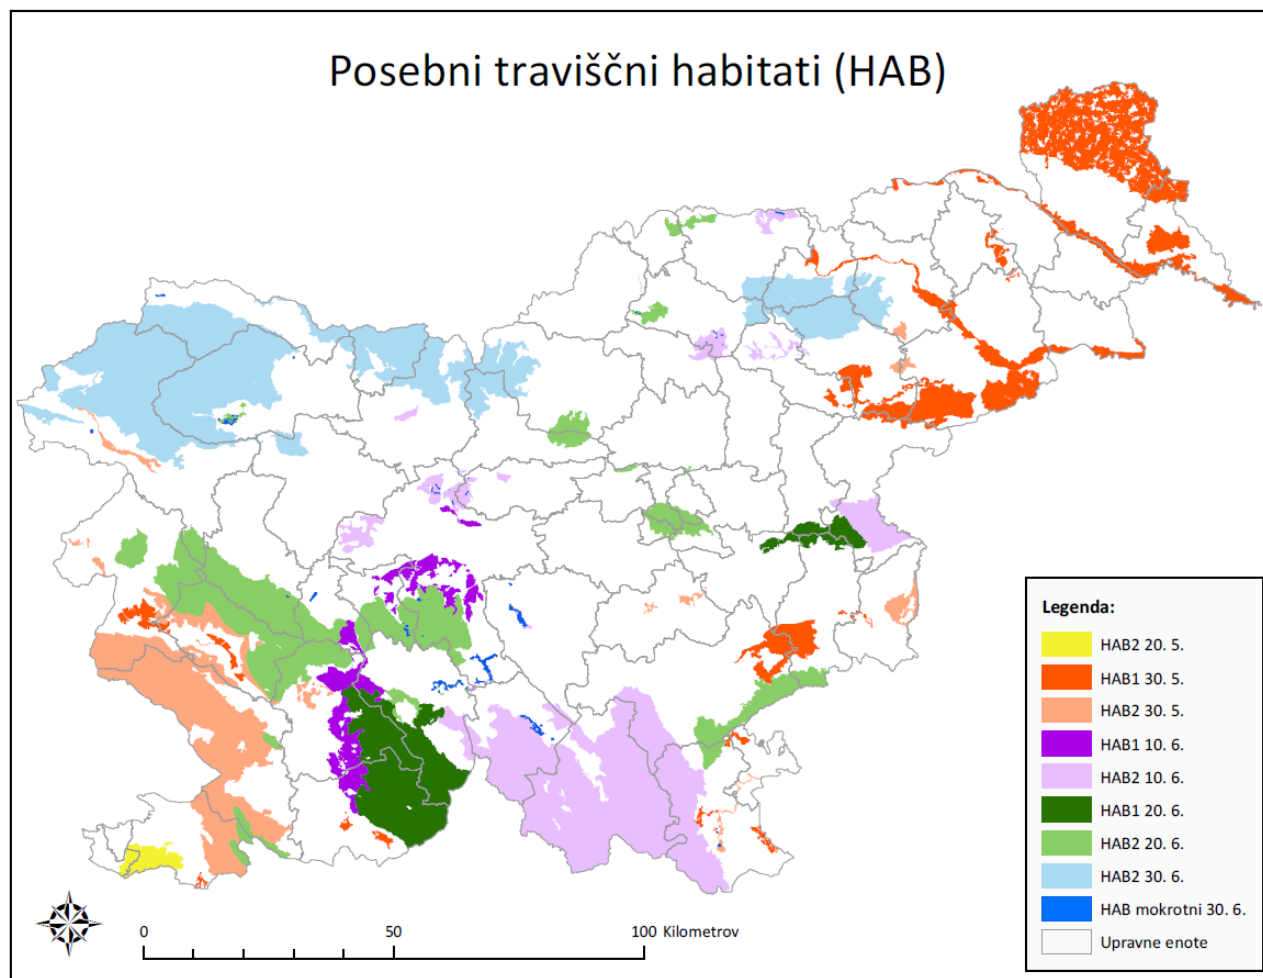 Posebni traviščni habitati (HAB)
Legenda:
HAB2 20. 5.
HAB1 30. 5.
HAB2 30. 5.
HAB1 10. 6.
HAB2 10. 6.
HAB1 20. 6.
HAB2 20. 6.
HAB2 30. 6.
HAB mokrotni 30. 6.
Upravne enote
0 50 100 Kilometrov